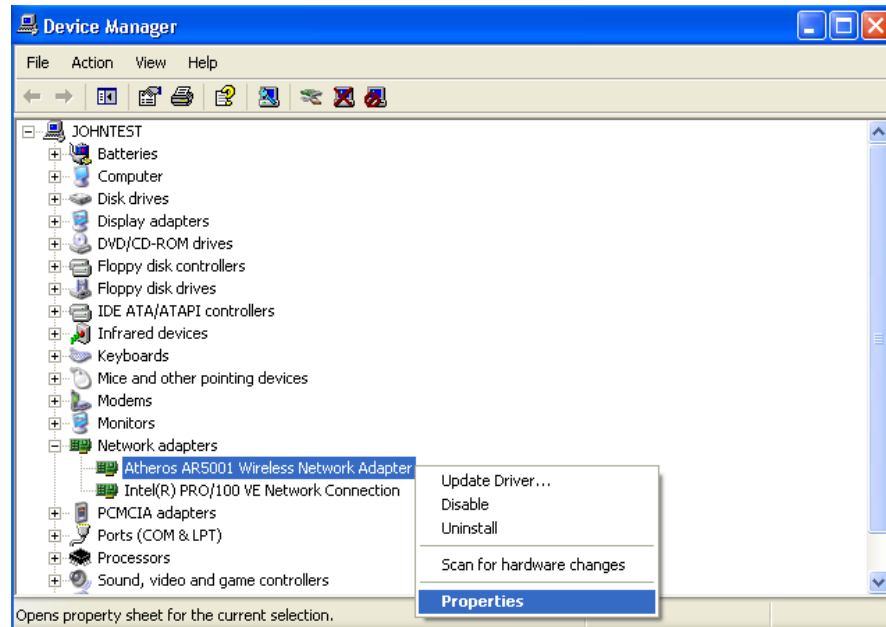 Device Manager
File Action View Help
JOHNTEST
Batteries
Computer
Disk drives
Display adapters
DVD/CD-ROM drives
Floppy disk controllers
Floppy disk drives
IDE ATA/ATAPI controllers
Infrared devices
Keyboards
Mice and other pointing devices
Modems
Monitors
Network adapters
Atheros AR5001 Wireless Network Adapter
Intel(R) PRO/100 VE Network Connection
PCMCIA adapters
Ports (COM & LPT)
Processors
Sound, video and game controllers
Update Driver...
Disable
Uninstall
Scan for hardware changes
Properties
Opens property sheet for the current selection.